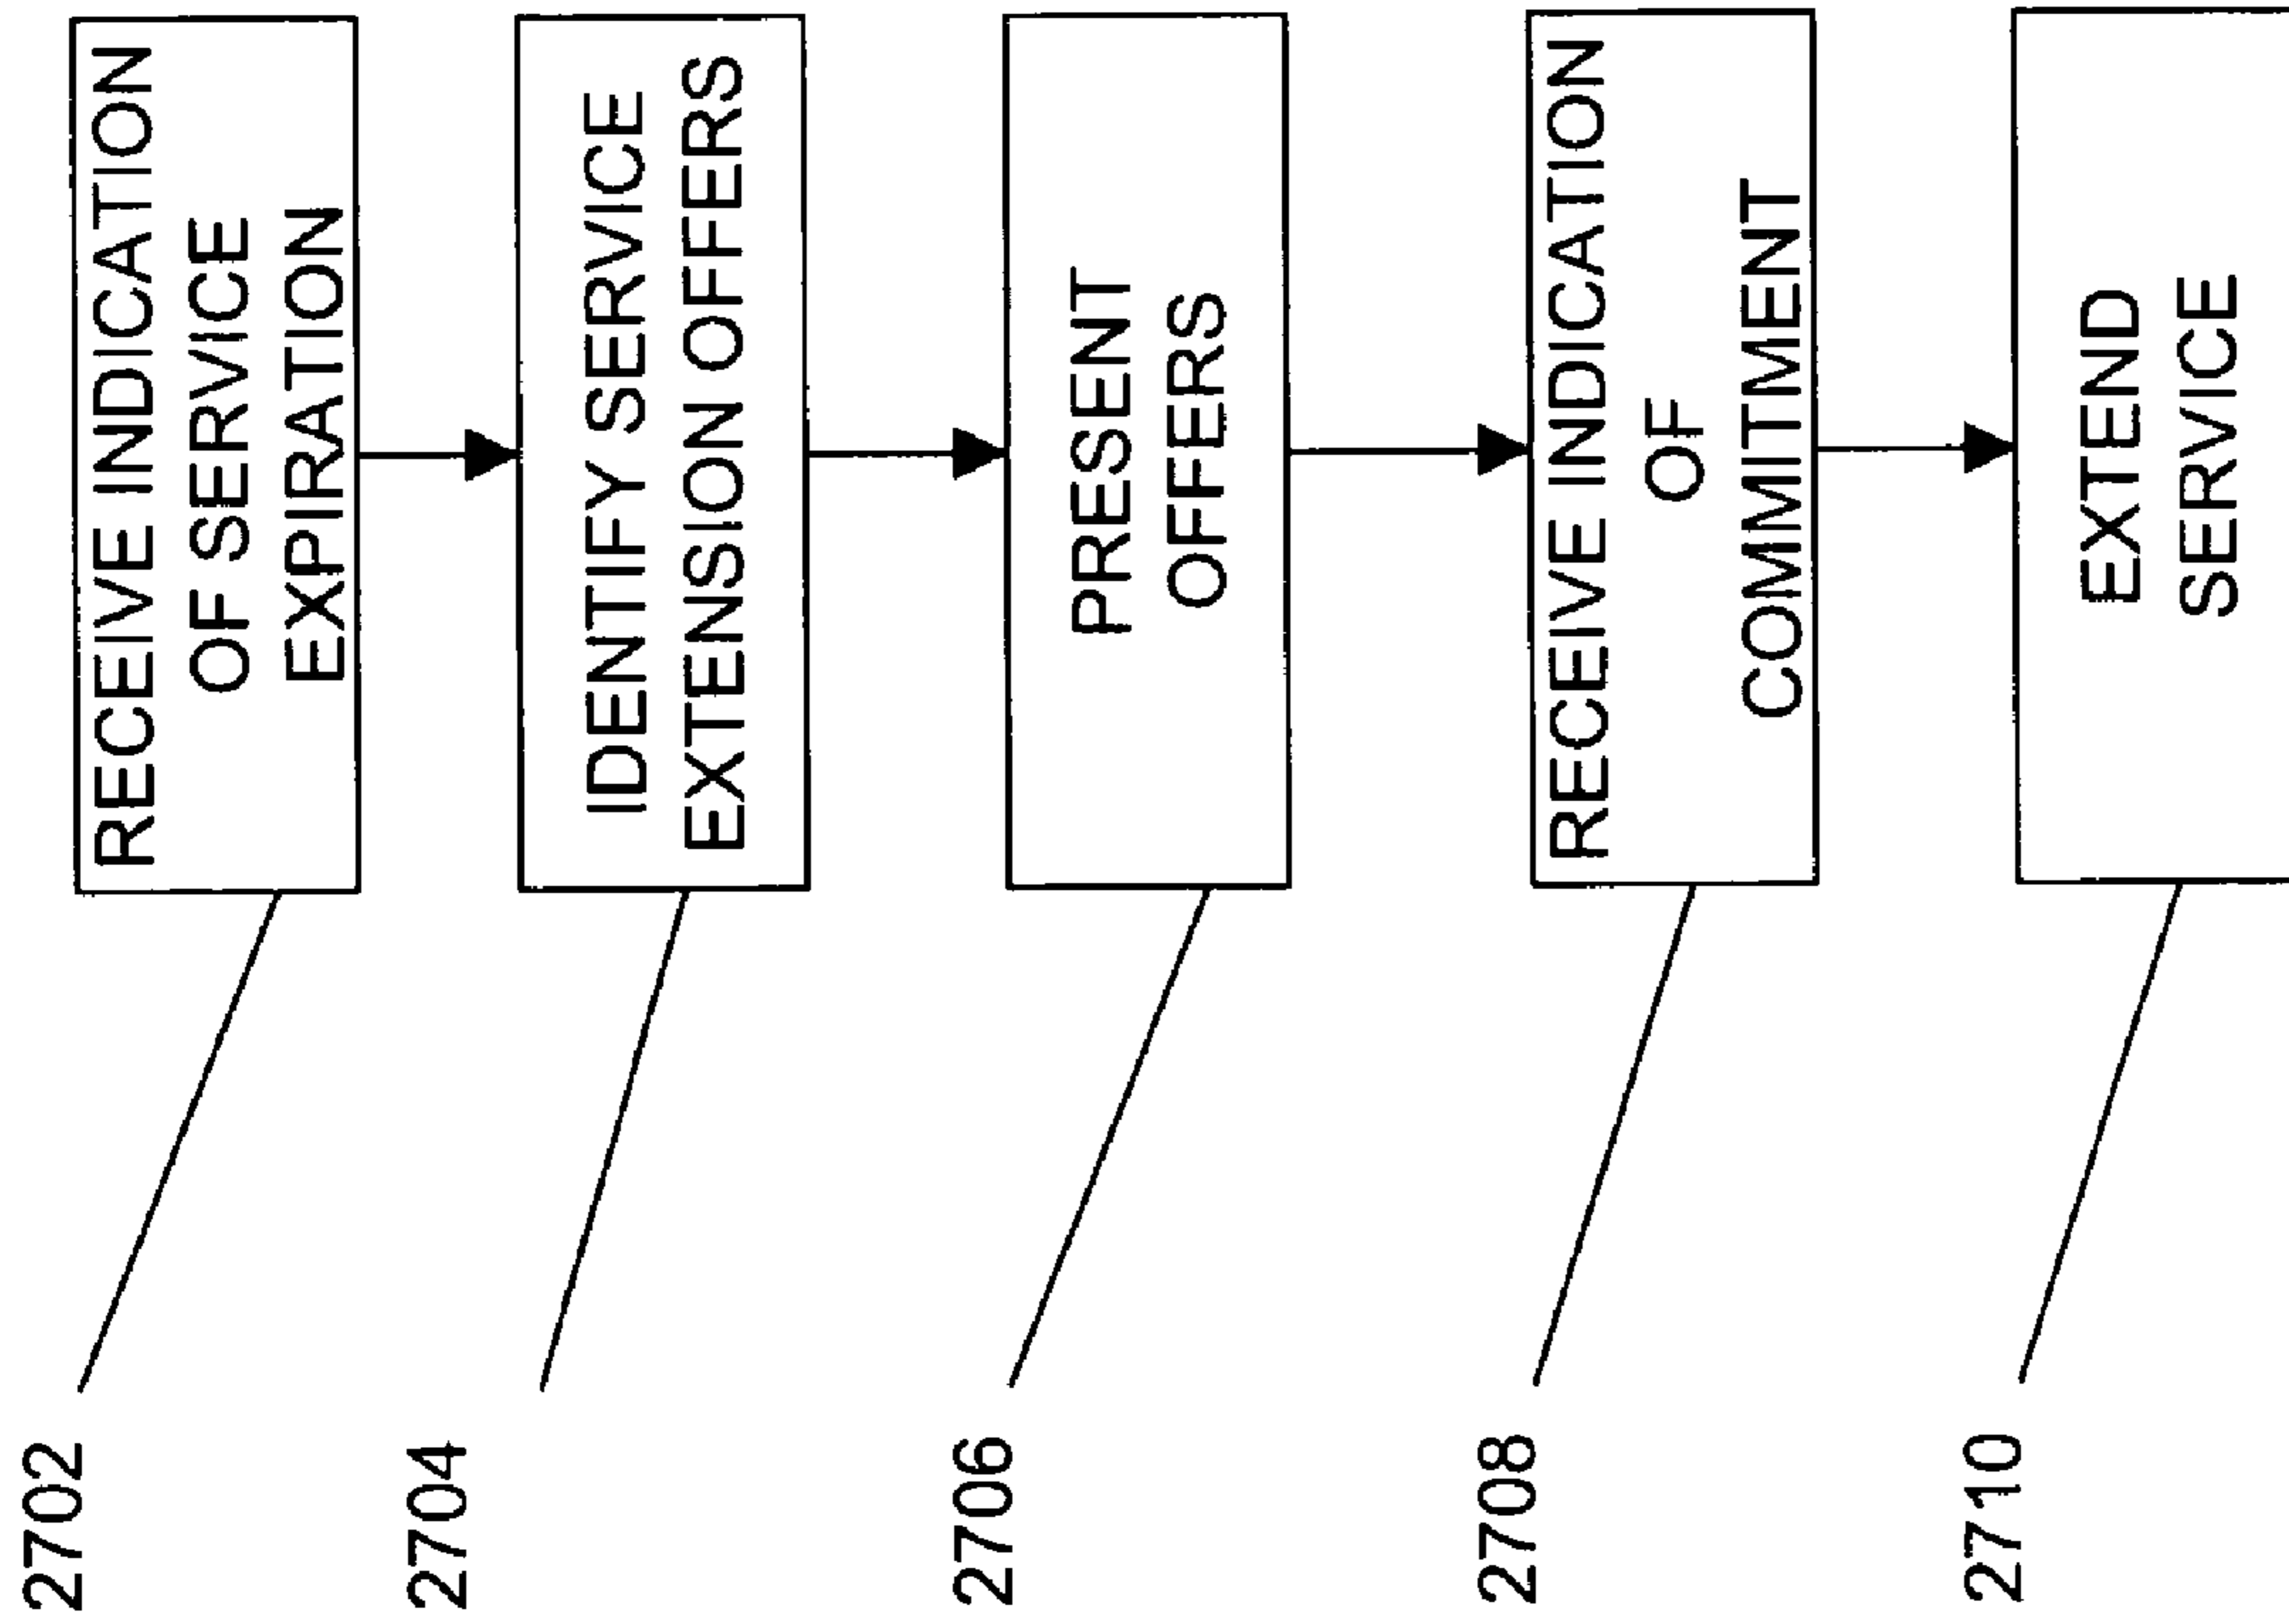 2702
RECEIVE INDICATION
OF SERVICE
EXPIRATION
2704
IDENTIFY SERVICE
EXTENSION OFFERS
2706
PRESENT
OFFERS
2708
RECEIVE INDICATION
OF
COMMITMENT
2710
EXTEND
SERVICE